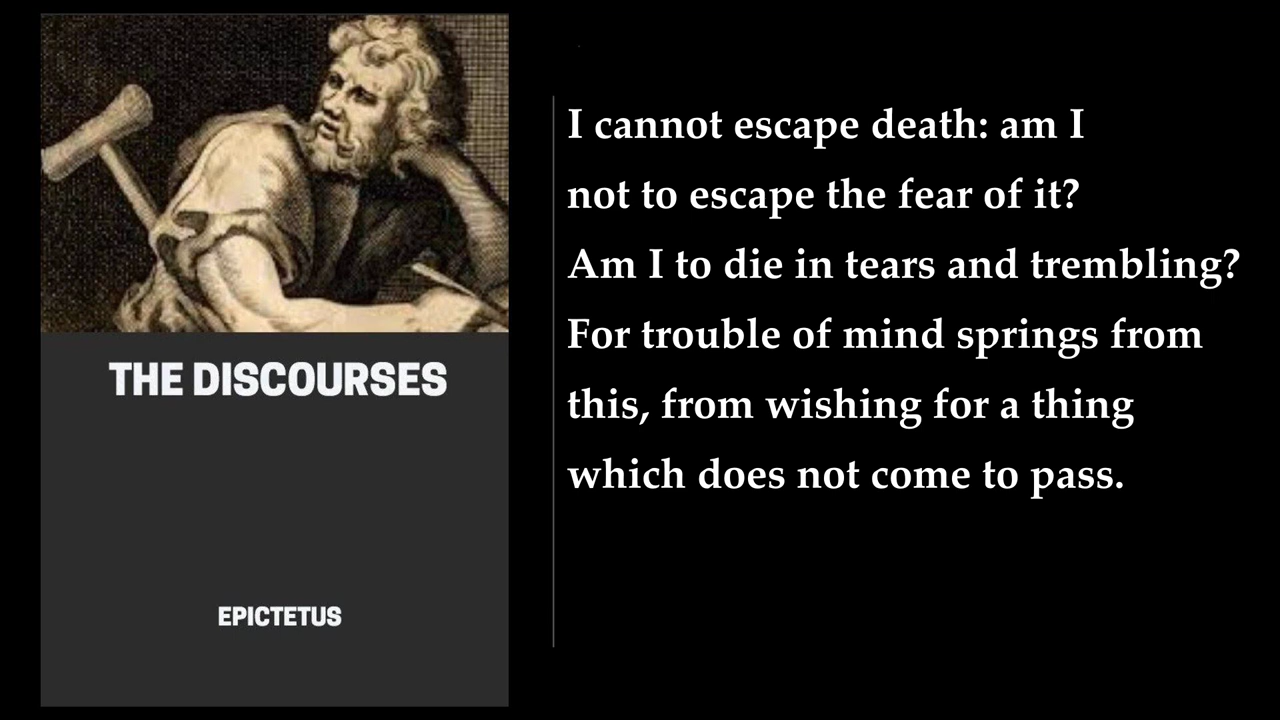 THE DISCOURSES
EPICTETUS
I cannot escape death: am I
not to escape the fear of it?
Am I to die in tears and trembling?
For trouble of mind springs from
this, from wishing for a thing
which does not come to pass.